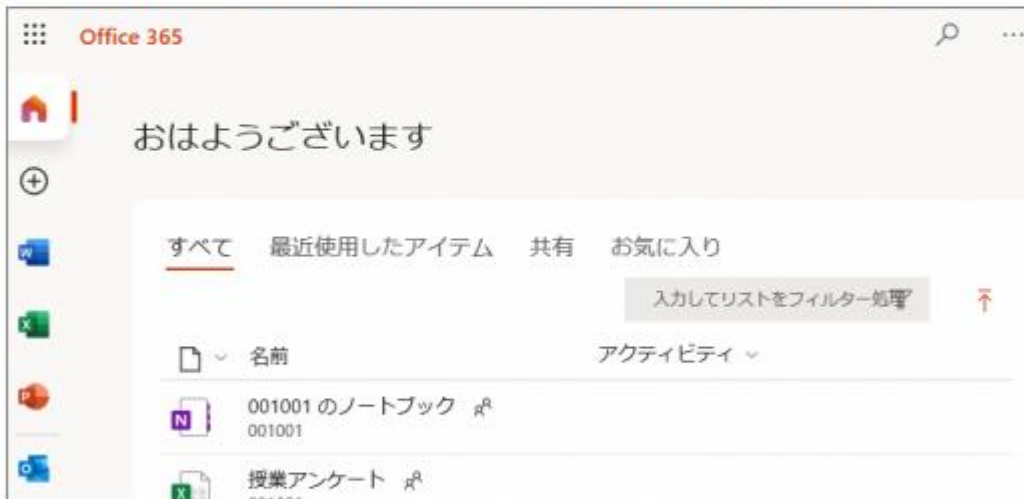 Office 365
おはようございます
すべて 最近使用したアイテム 共有 お気に入り
入力してリストをフィルター処理
名前 アクティビティ
001001 のノートブック
001001
授業アンケート